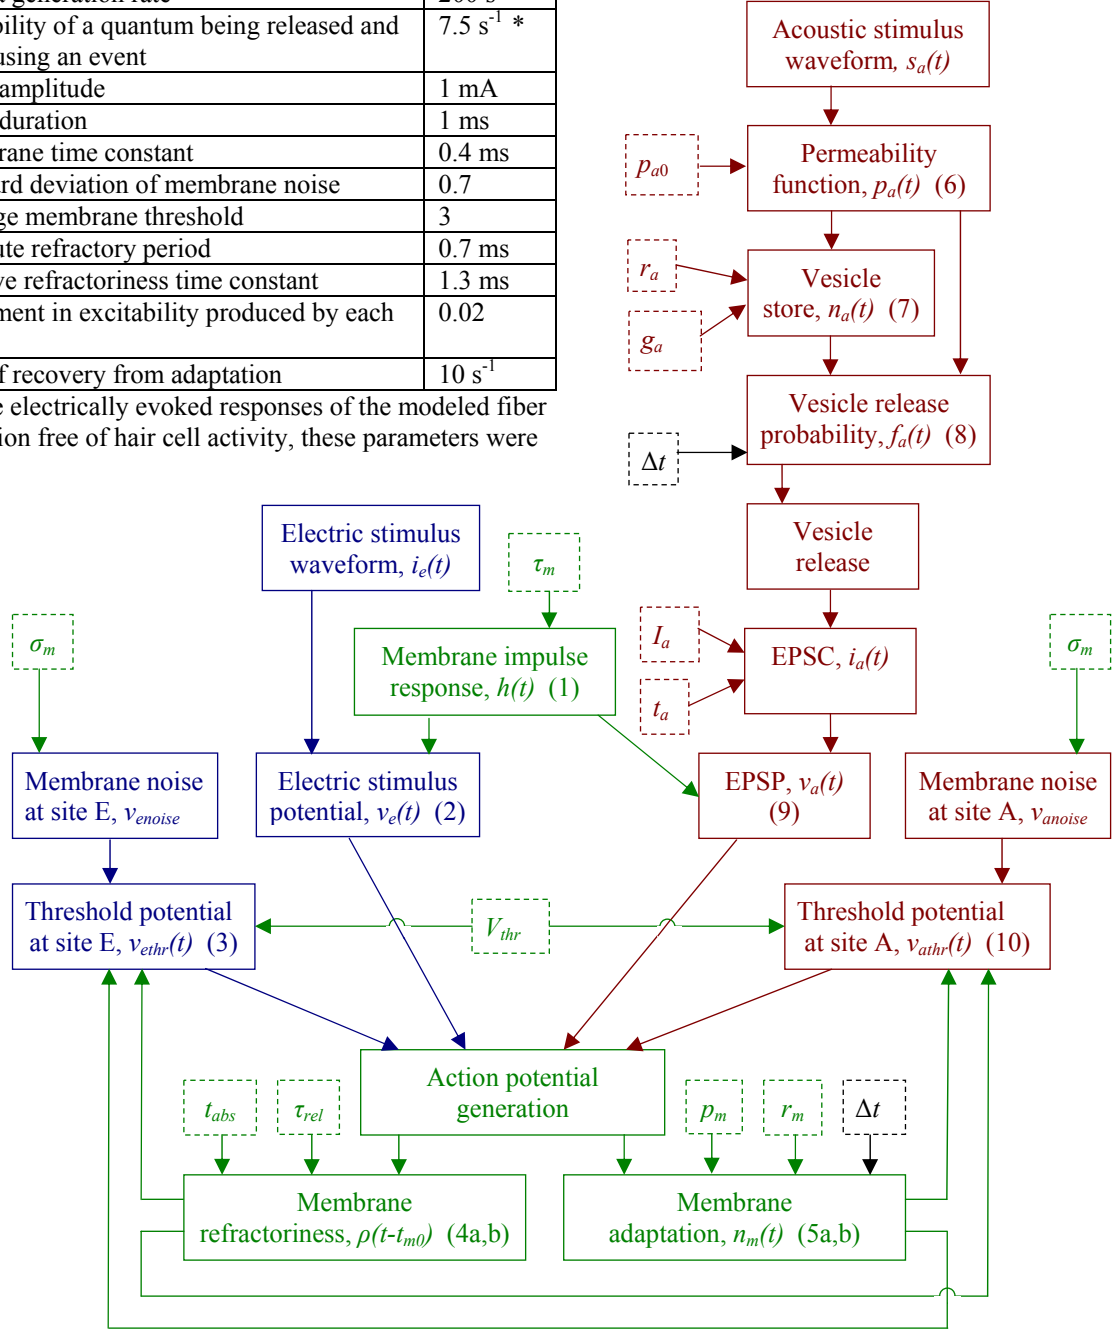 generation rate
bility of a quantum being released and 7.5 s⁻¹ *
using an event
amplitude 1 mA
duration 1 ms
rane time constant 0.4 ms
ard deviation of membrane noise 0.7
ge membrane threshold 3
ute refractory period 0.7 ms
ve refractoriness time constant 1.3 ms
ment in excitability produced by each 0.02
f recovery from adaptation 10 s⁻¹
e electrically evoked responses of the modeled fiber
ion free of hair cell activity, these parameters were
Acoustic stimulus
waveform, sₐ(t)
pₐ₀
Permeability
function, pₐ(t) (6)
rₐ
gₐ
Vesicle
store, nₐ(t) (7)
Vesicle release
probability, fₐ(t) (8)
Δt
Vesicle
release
Electric stimulus
waveform, iₑ(t)
τₘ
σₘ
Membrane impulse
response, h(t) (1)
Iₐ
tₐ
EPSC, iₐ(t)
σₘ
Membrane noise
at site E, vₑₙₒᵢₛₑ
Electric stimulus
potential, vₑ(t) (2)
EPSP, vₐ(t)
(9)
Membrane noise
at site A, vₐₙₒᵢₛₑ
Threshold potential
at site E, vₑₜₕᵣ(t) (3)
Vₜₕᵣ
Threshold potential
at site A, vₐₜₕᵣ(t) (10)
Action potential
generation
t_abs
τ_rel
pₘ
rₘ
Δt
Membrane
refractoriness, ρ(t-tₘ₀) (4a,b)
Membrane
adaptation, nₘ(t) (5a,b)